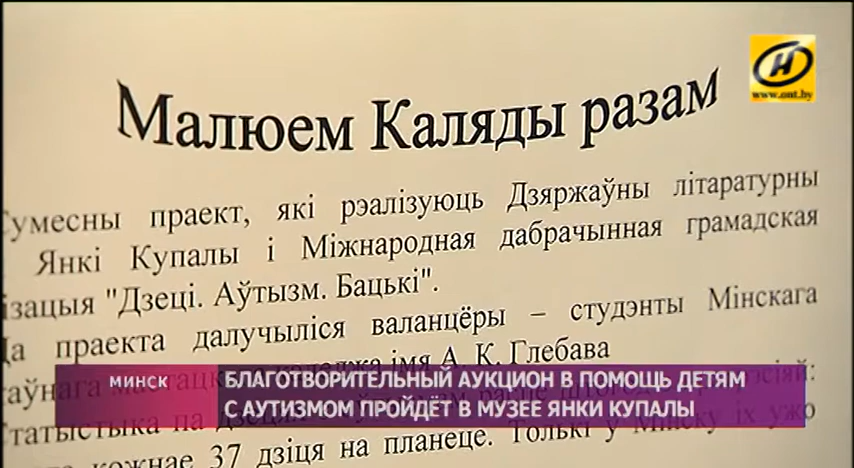 www.ont.by
Малюем Каляды разам
Сумесны праект, які рэалізуюць Дзяржаўны літаратурны
Янкі Купалы і Міжнародная дабрачынная грамадская
ізацыя "Дзеці. Аўтызм. Бацькі".
Да праекта далучыліся валанцёры – студэнты Мінскага
імя А. К. Глебава
МИНСК
БЛАГОТВОРИТЕЛЬНЫЙ АУКЦИОН В ПОМОЩЬ ДЕТЯМ
С АУТИЗМОМ ПРОЙДЁТ В МУЗЕЕ ЯНКИ КУПАЛЫ
Статыстыка па
кожнае 37 дзіця на планеце. Толькі у Мінску іх ужо